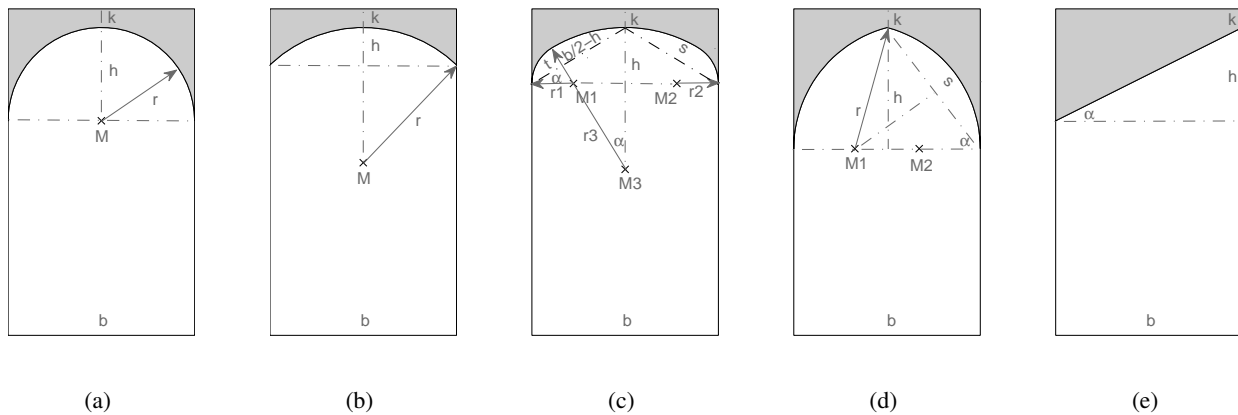 k
h
r
M
b
(a)
k
h
r
M
b
(b)
k
b/2-h
s
t
α
h
r1
M1
M2
r2
r3
α
M3
b
(c)
k
s
r
h
α
M1
M2
b
(d)
k
h
α
b
(e)